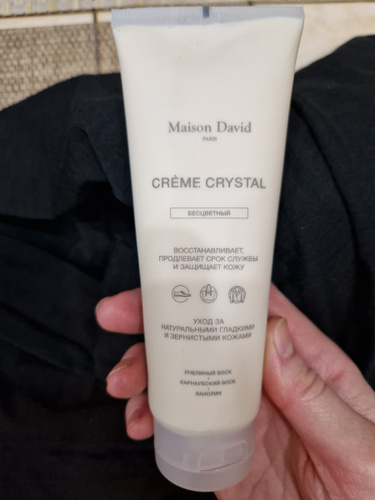 Maison David
PARIS
CRÈME CRYSTAL
БЕСЦВЕТНЫЙ
ВОССТАНАВЛИВАЕТ,
ПРОДЛЕВАЕТ СРОК СЛУЖБЫ
И ЗАЩИЩАЕТ КОЖУ
УХОД ЗА
НАТУРАЛЬНЫМИ ГЛАДКИМИ
И ЗЕРНИСТЫМИ КОЖАМИ
ПЧЕЛИНЫЙ ВОСК
КАРНАУБСКИЙ ВОСК
ЛАНОЛИН